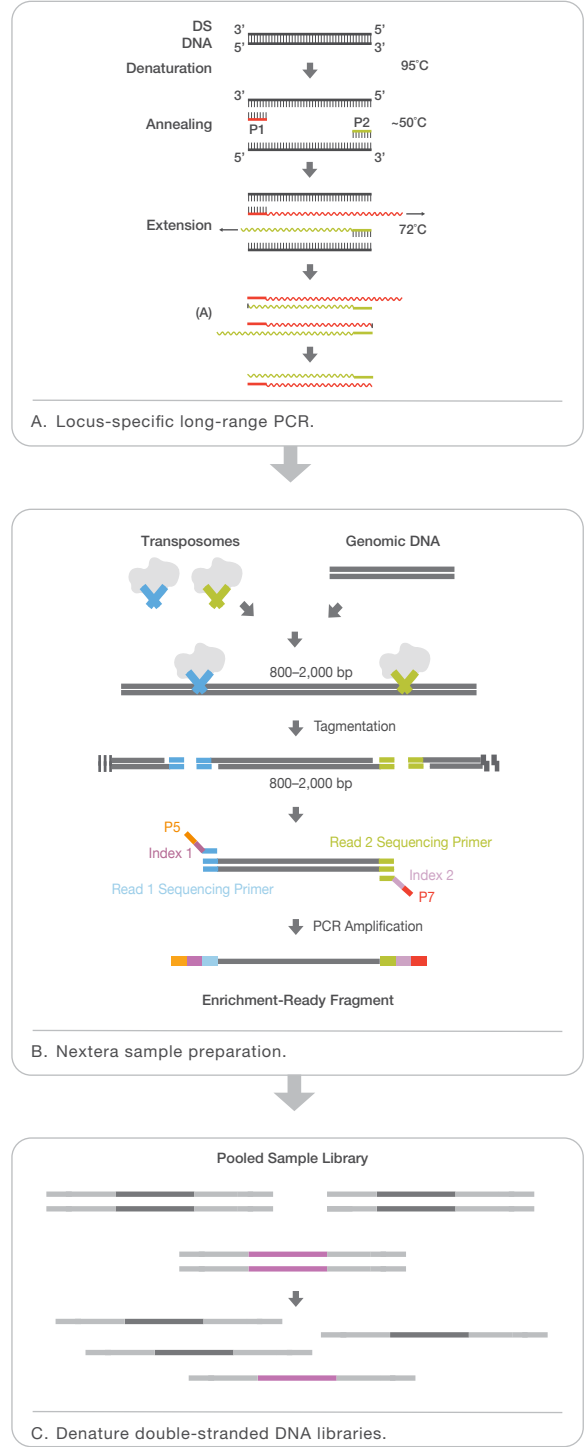 DS
DNA
3’
5’
5’
3’
Denaturation
95˚C
3’
5’
Annealing
P1
P2
~50˚C
5’
3’
Extension
72˚C
(A)
A. Locus-specific long-range PCR.
Transposomes
Genomic DNA
800–2,000 bp
Tagmentation
800–2,000 bp
P5
Read 2 Sequencing Primer
Index 1
Index 2
Read 1 Sequencing Primer
P7
PCR Amplification
Enrichment-Ready Fragment
B. Nextera sample preparation.
Pooled Sample Library
C. Denature double-stranded DNA libraries.